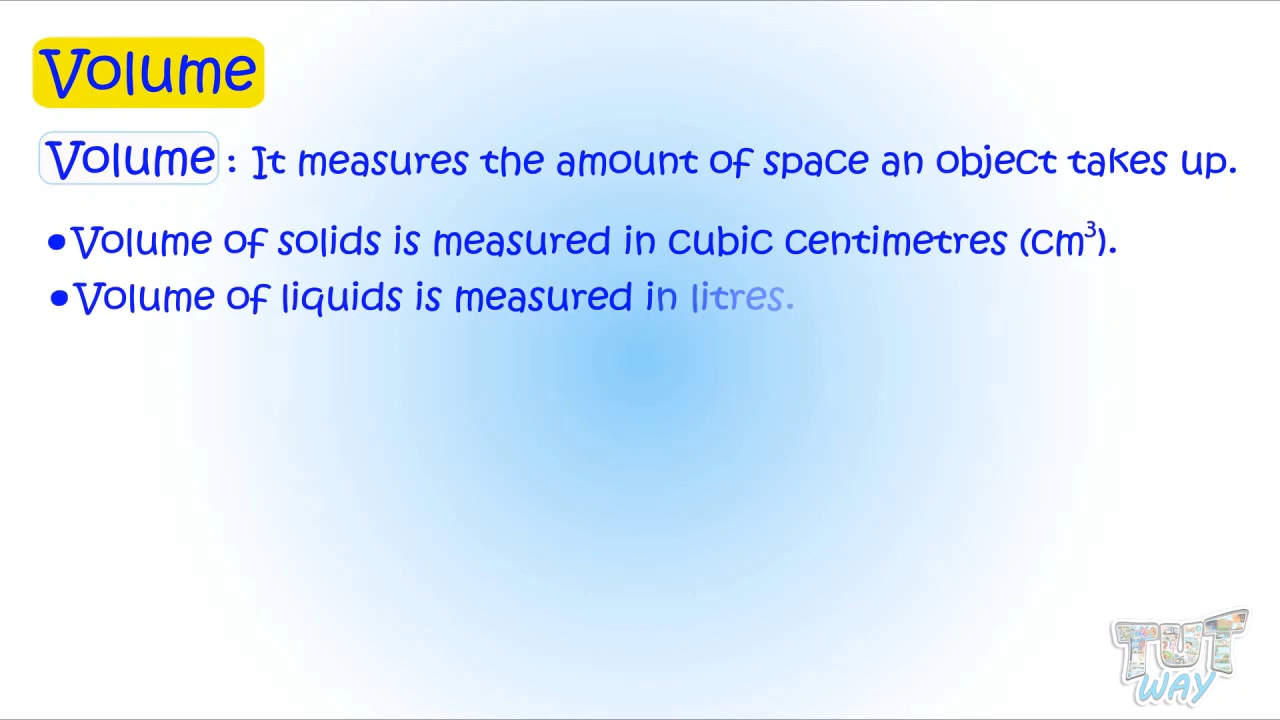 Volume
Volume : It measures the amount of space an object takes up.
•Volume of solids is measured in cubic centimetres (cm³).
•Volume of liquids is measured in litres.
TUT
WAY